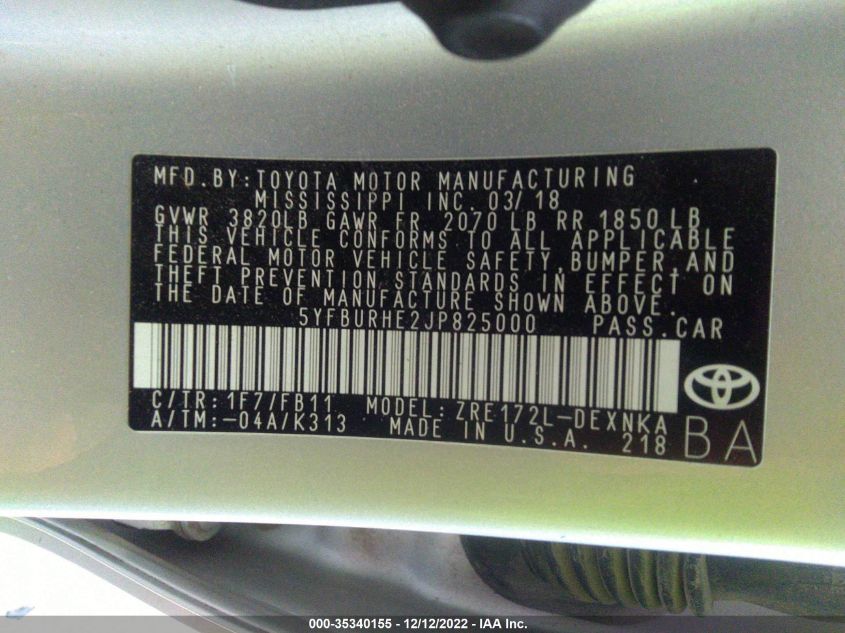 MFD.BY:TOYOTA MOTOR MANUFACTURING
MISSISSIPPI INC. 03/18
GVWR 3820LB GAWR FR 2070 LB RR 1850 LB
THIS VEHICLE CONFORMS TO ALL APPLICABLE
FEDERAL MOTOR VEHICLE SAFETY,BUMPER,AND
THEFT PREVENTION STANDARDS IN EFFECT ON
THE DATE OF MANUFACTURE SHOWN ABOVE.
5YFBURHE2JP825000 PASS.CAR
C/TR: 1F7/FB11 MODEL: ZRE172L-DEXNKA
A/TM:-04A/K313 MADE IN U.S.A. 218 BA
000-35340155 - 12/12/2022 - IAA Inc.